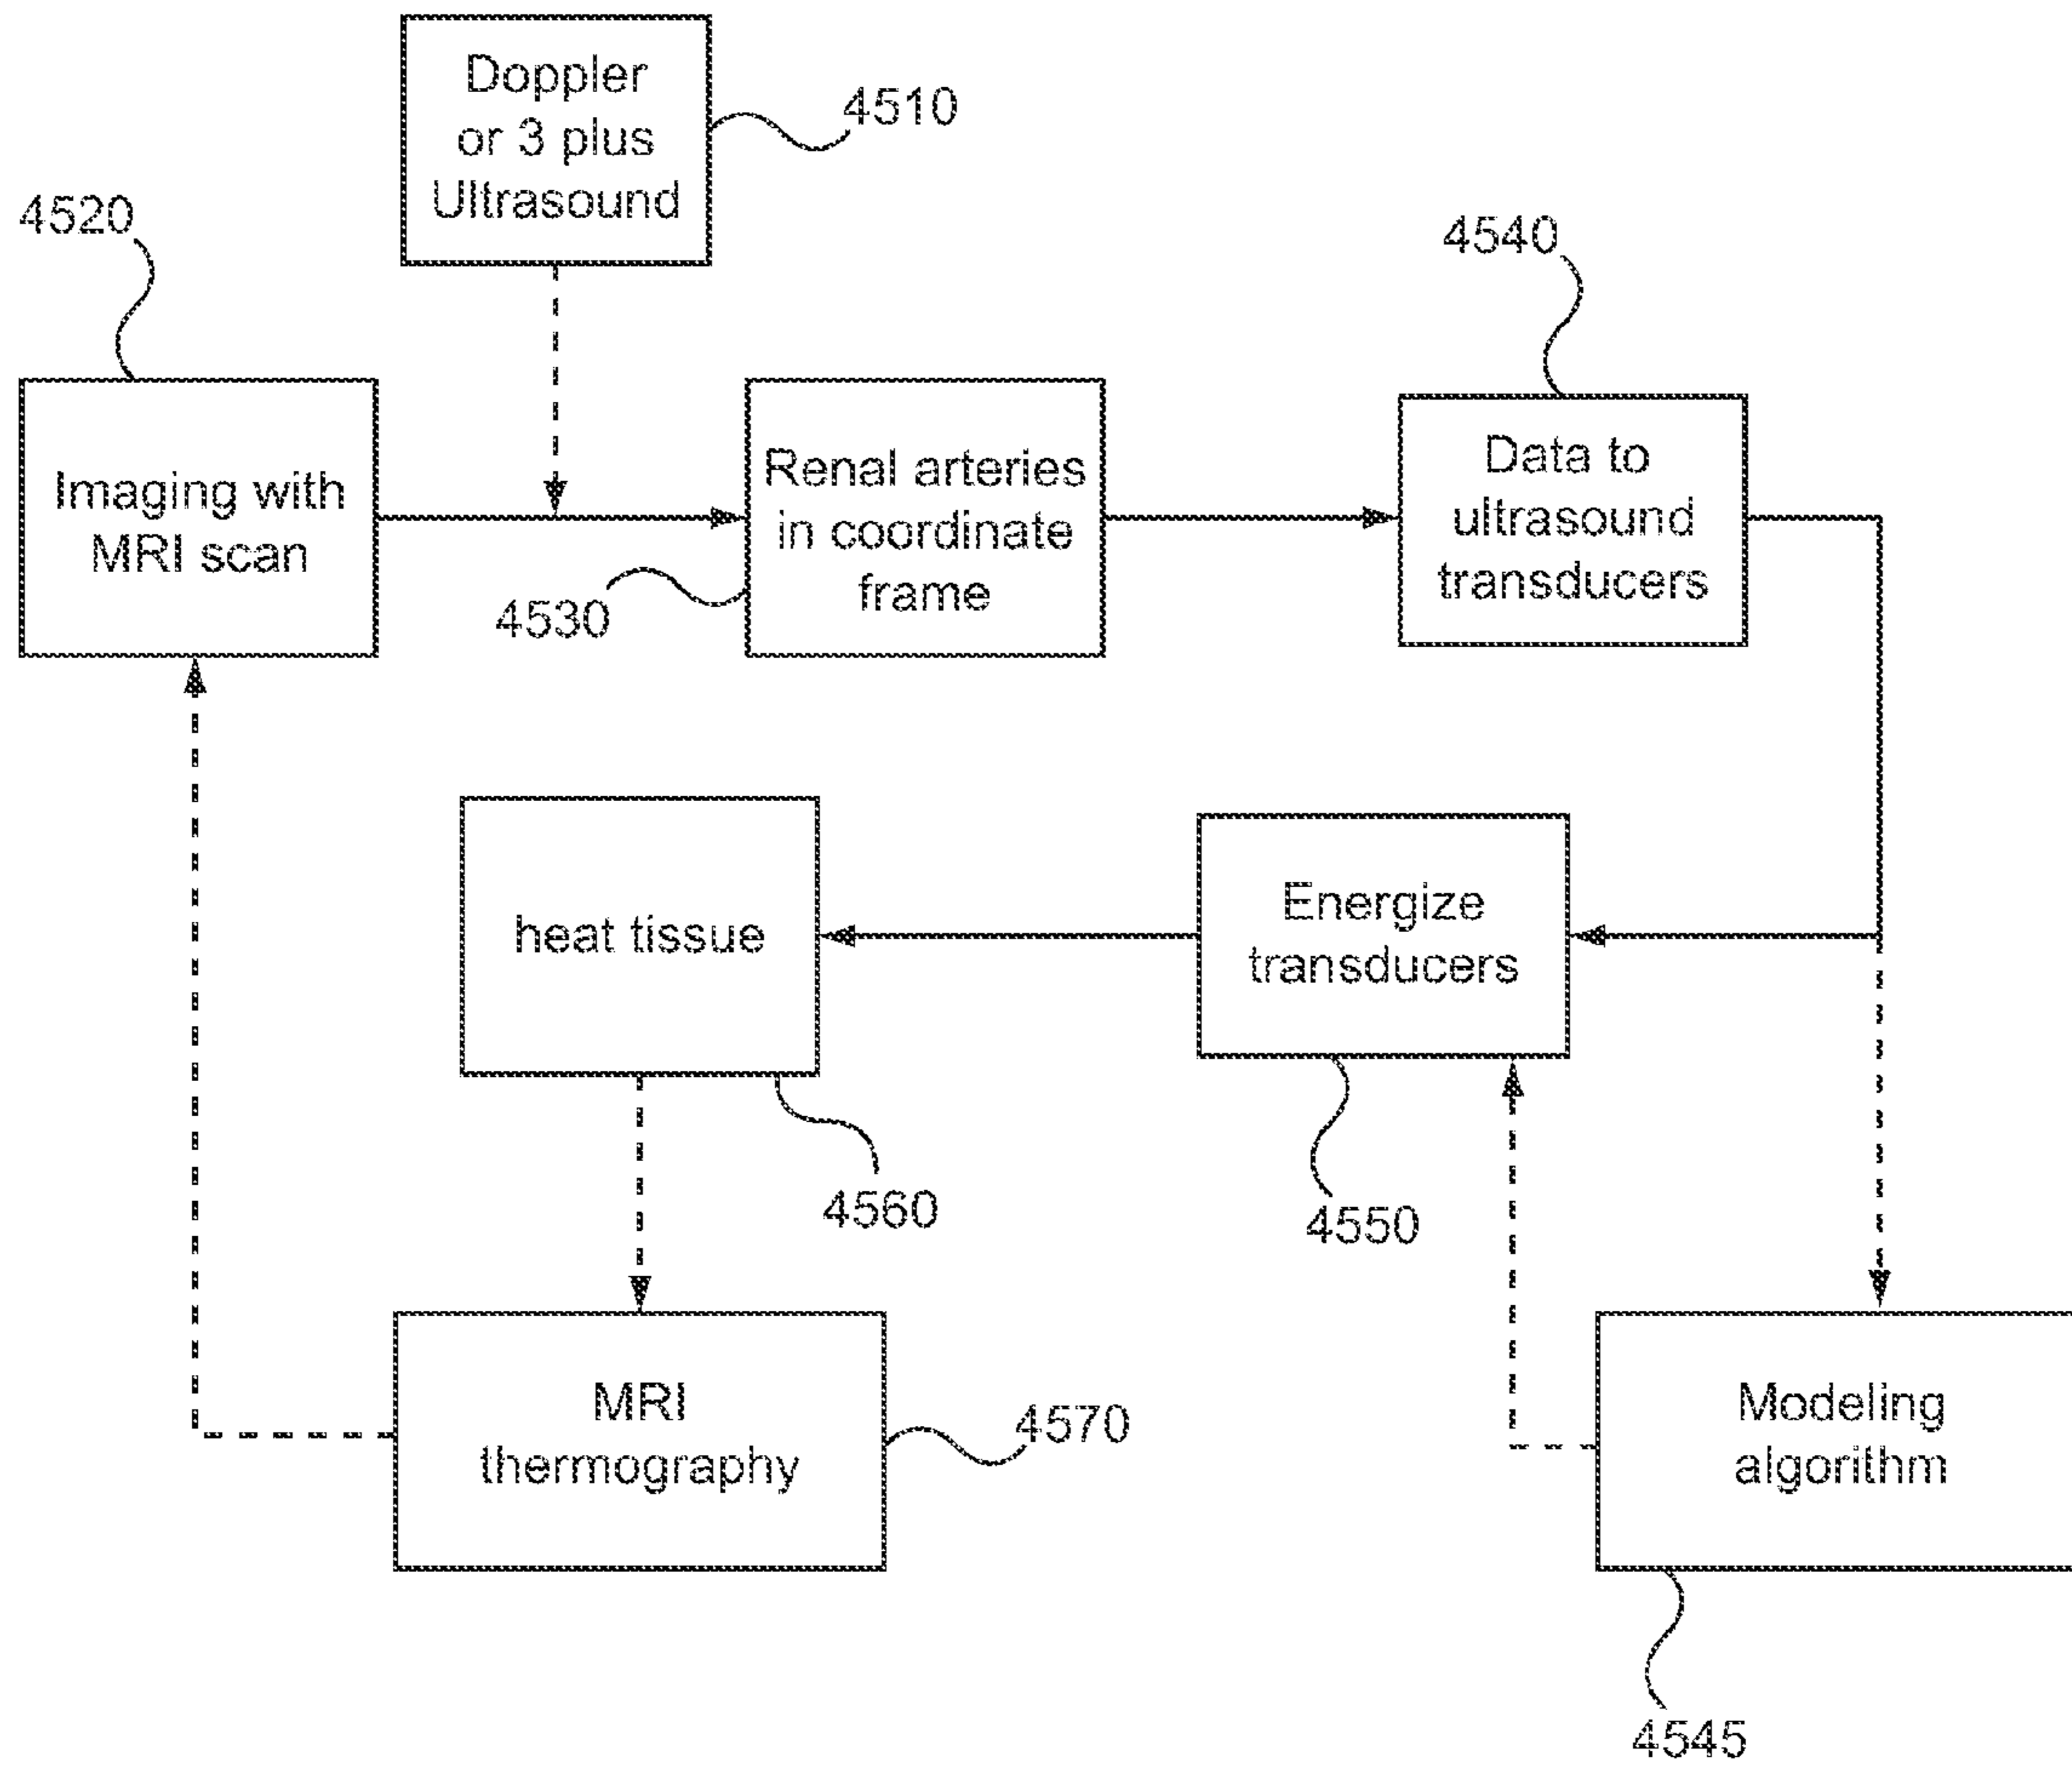 Doppler
or 3 plus
Ultrasound
4510
4520
4540
Imaging with
MRI scan
Renal arteries
in coordinate
frame
4530
Data to
ultrasound
transducers
heat tissue
Energize
transducers
4560
4550
MRI
thermography
4570
Modeling
algorithm
4545